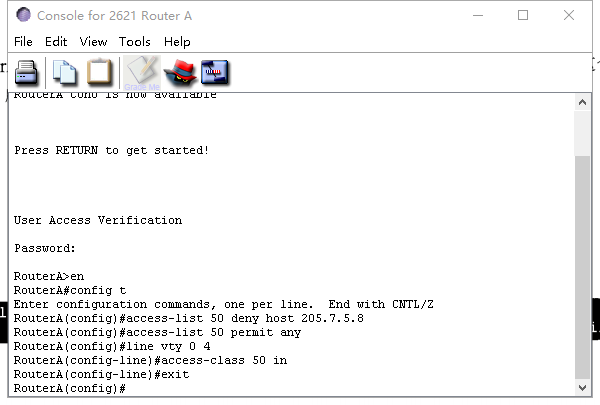 Console for 2621 Router A
File Edit View Tools Help
Grade Me
RouterA con0 is now available
Press RETURN to get started!
User Access Verification
Password:
RouterA>en
RouterA#config t
Enter configuration commands, one per line.  End with CNTL/Z
RouterA(config)#access-list 50 deny host 205.7.5.8
RouterA(config)#access-list 50 permit any
RouterA(config)#line vty 0 4
RouterA(config-line)#access-class 50 in
RouterA(config-line)#exit
RouterA(config)#